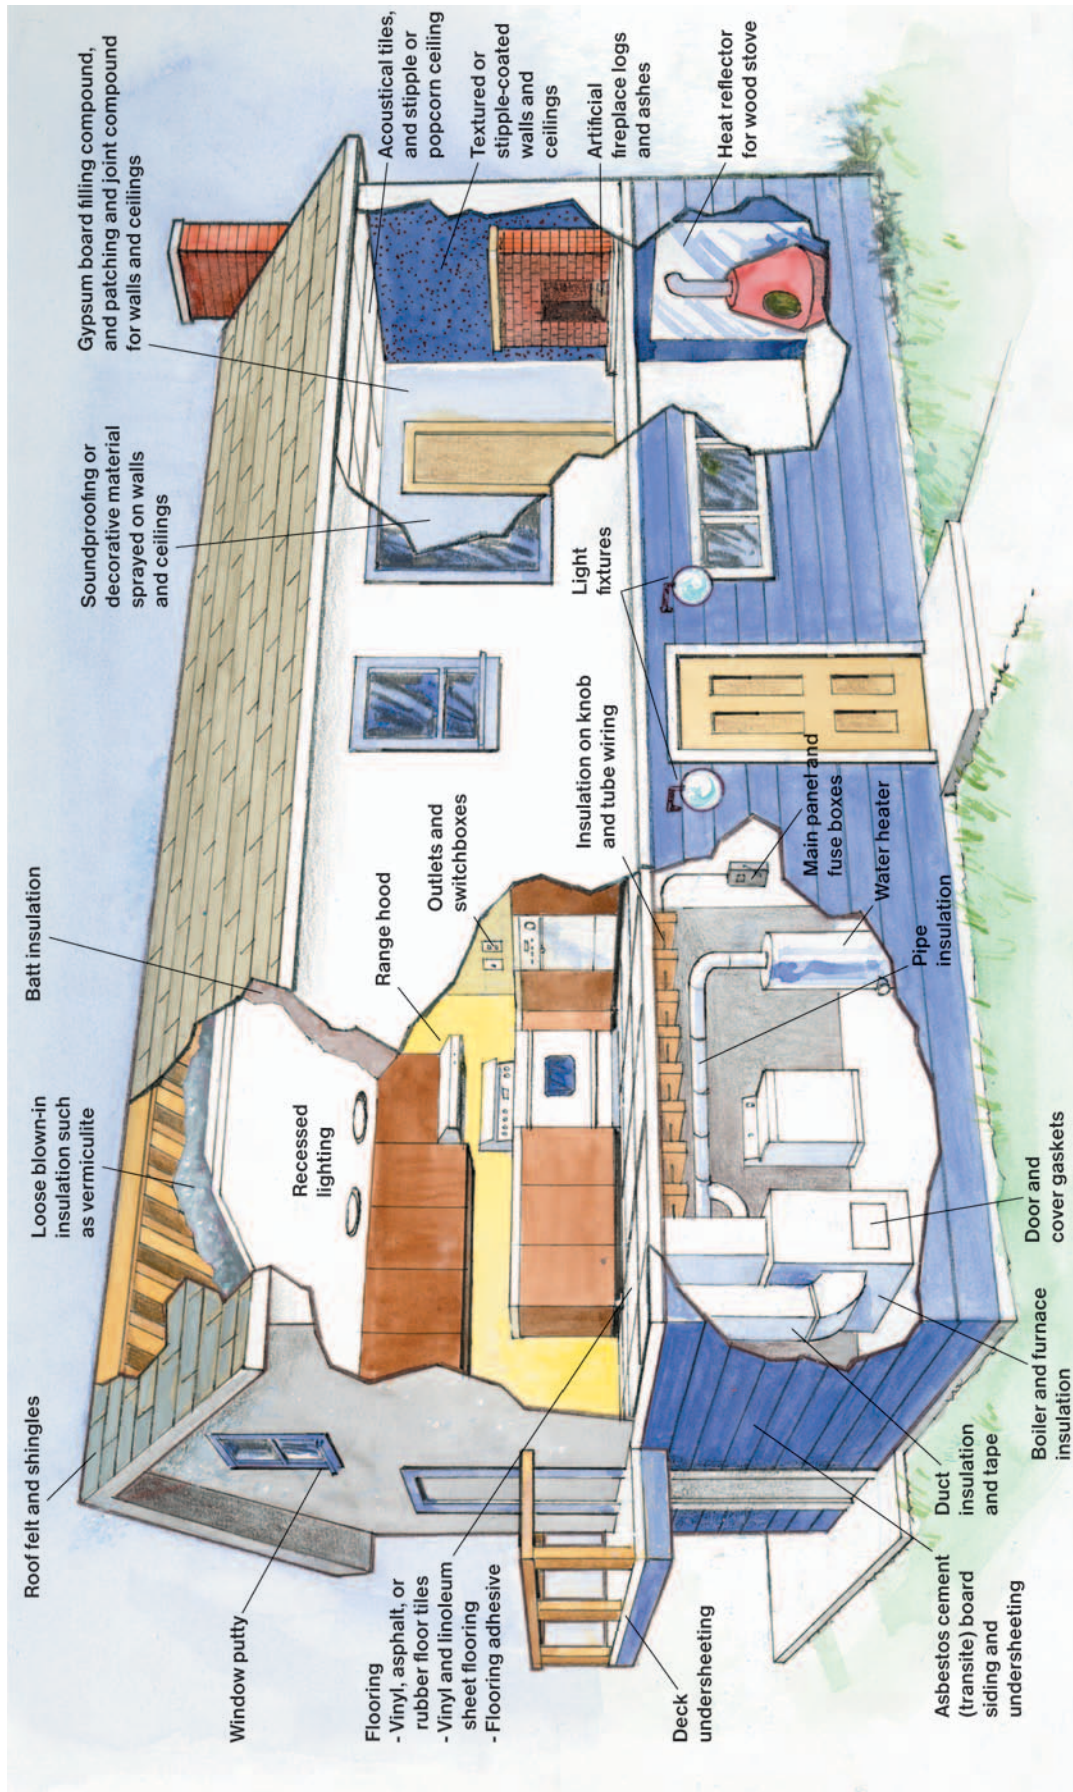 Roof felt and shingles
Loose blown-in
insulation such
as vermiculite
Batt insulation
Soundproofing or
decorative material
sprayed on walls
and ceilings
Gypsum board filling compound,
and patching and joint compound
for walls and ceilings
Window putty
Recessed
lighting
Range hood
Outlets and
switchboxes
Acoustical tiles,
and stipple or
popcorn ceiling
Textured or
stipple-coated
walls and
ceilings
Artificial
fireplace logs
and ashes
Heat reflector
for wood stove
Flooring
- Vinyl, asphalt, or
rubber floor tiles
- Vinyl and linoleum
sheet flooring
- Flooring adhesive
Insulation on knob
and tube wiring
Light
fixtures
Deck
undersheeting
Main panel and
fuse boxes
Water heater
Pipe
insulation
Asbestos cement
(transite) board
siding and
undersheeting
Duct
insulation
and tape
Boiler and furnace
insulation
Door and
cover gaskets